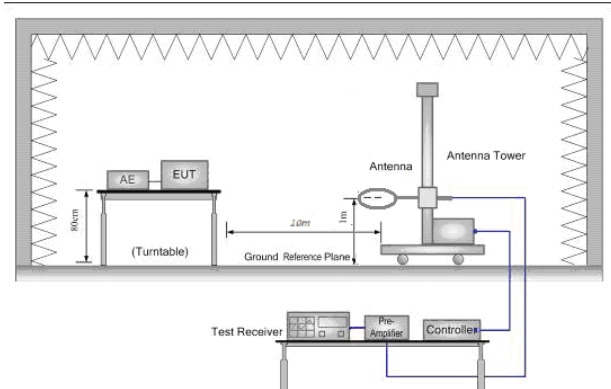 Antenna
Antenna Tower
AE
EUT
80cm
(Turntable)
10m
1m
Ground Reference Plane
Test Receiver
Pre-
Amplifier
Controller